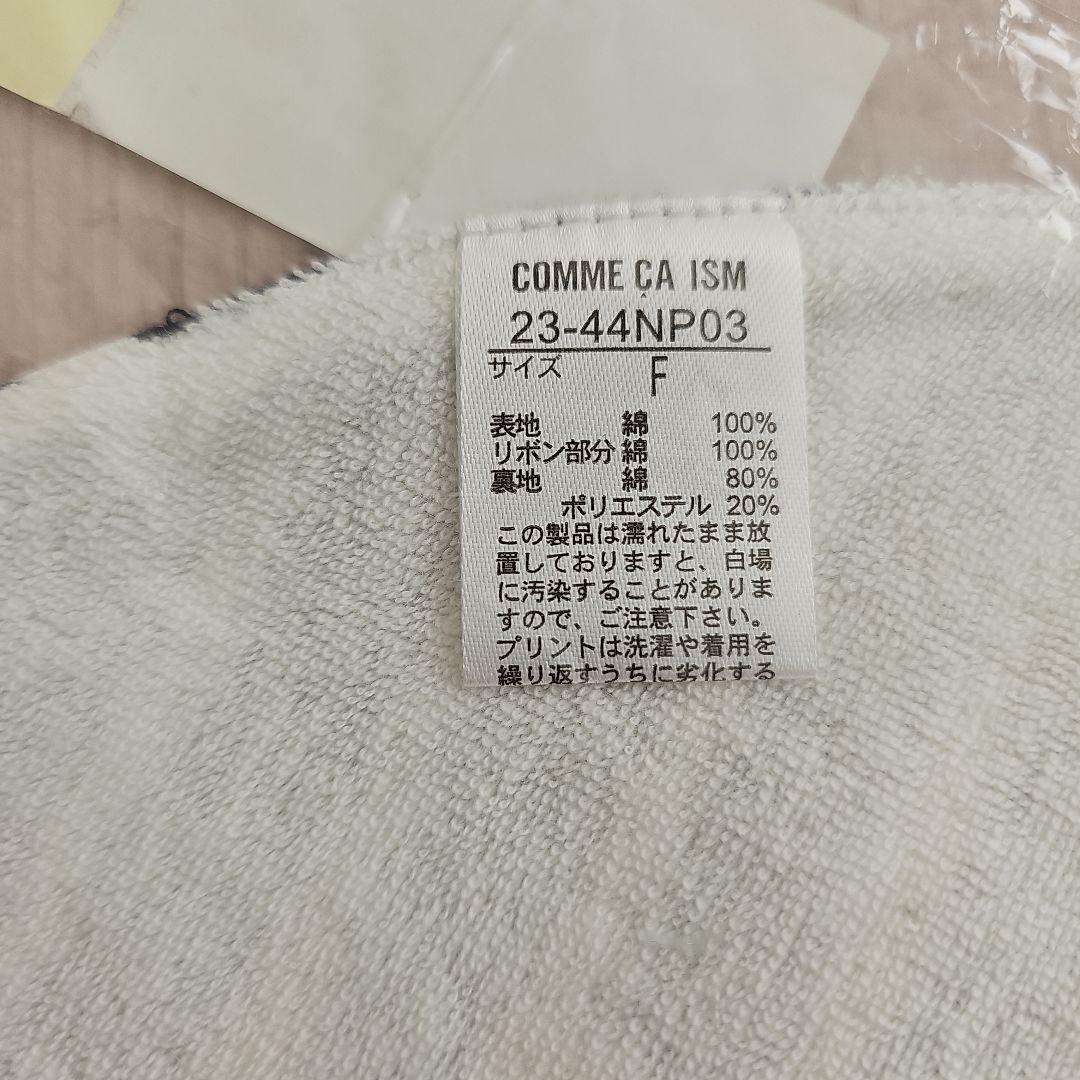 COMME ÇA ISM
23-44NP03
サイズ F
表地 綿 100%
リボン部分 綿 100%
裏地 綿 80%
ポリエステル 20%
この製品は濡れたまま放
置しておりますと、白場
に汚染することがありま
すので、ご注意下さい。
プリントは洗濯や着用を
繰り返すうちに劣化する